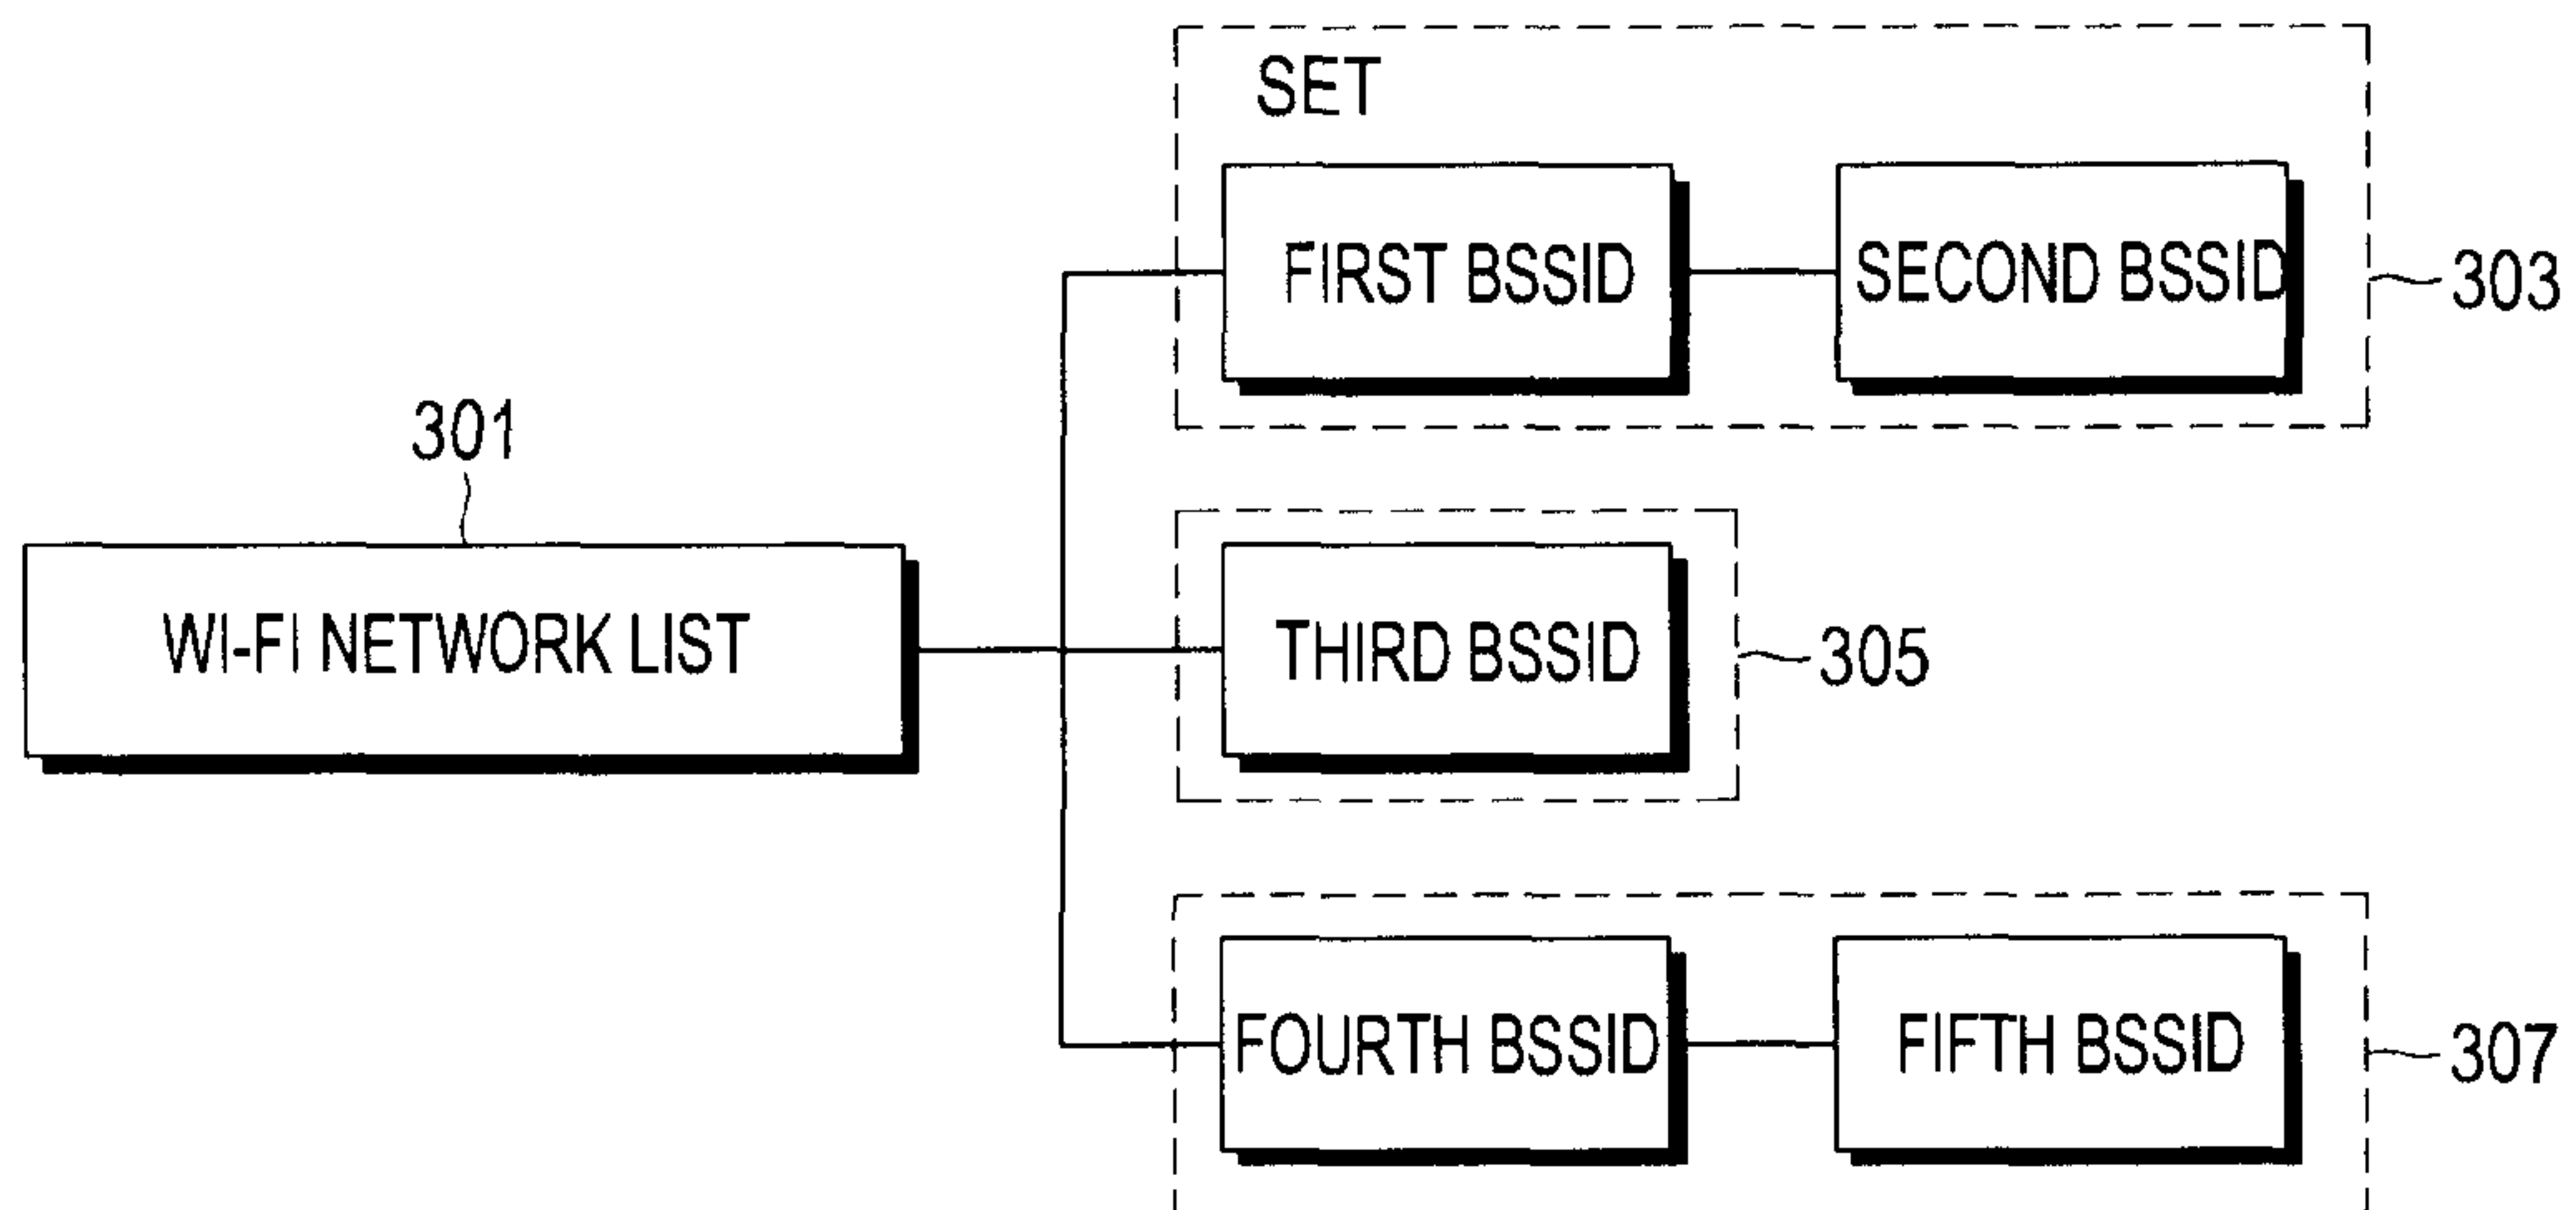 SET
FIRST BSSID
SECOND BSSID
303
301
WI-FI NETWORK LIST
THIRD BSSID
305
FOURTH BSSID
FIFTH BSSID
307